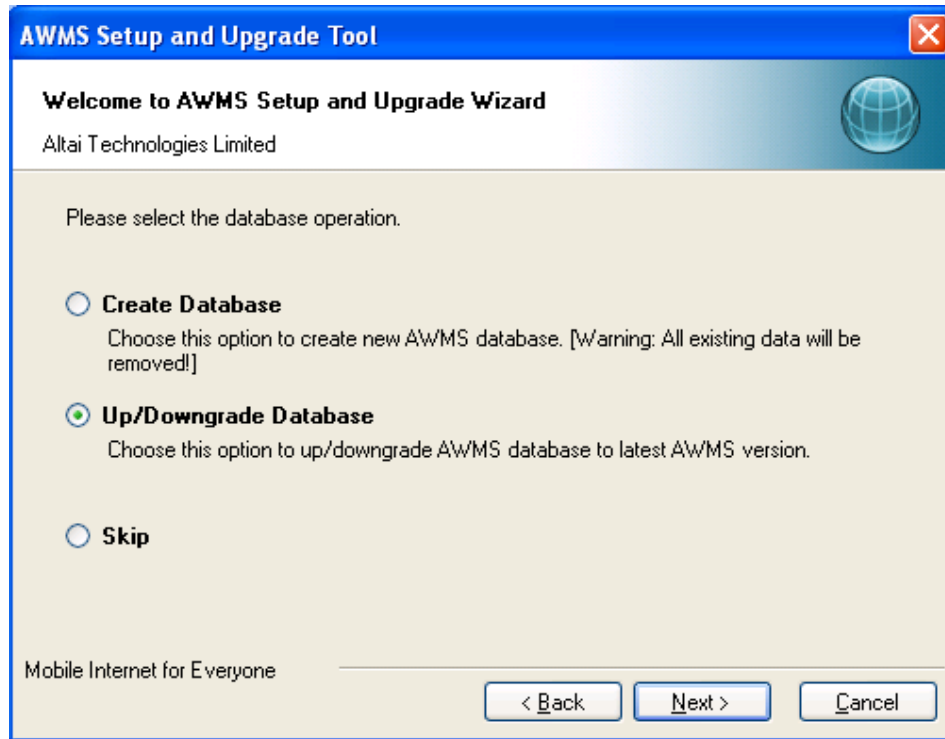 AWMS Setup and Upgrade Tool
Welcome to AWMS Setup and Upgrade Wizard
Altai Technologies Limited
Please select the database operation.
Create Database
Choose this option to create new AWMS database. [Warning: All existing data will be
removed!]
Up/Downgrade Database
Choose this option to up/downgrade AWMS database to latest AWMS version.
Skip
Mobile Internet for Everyone
< Back
Next >
Cancel